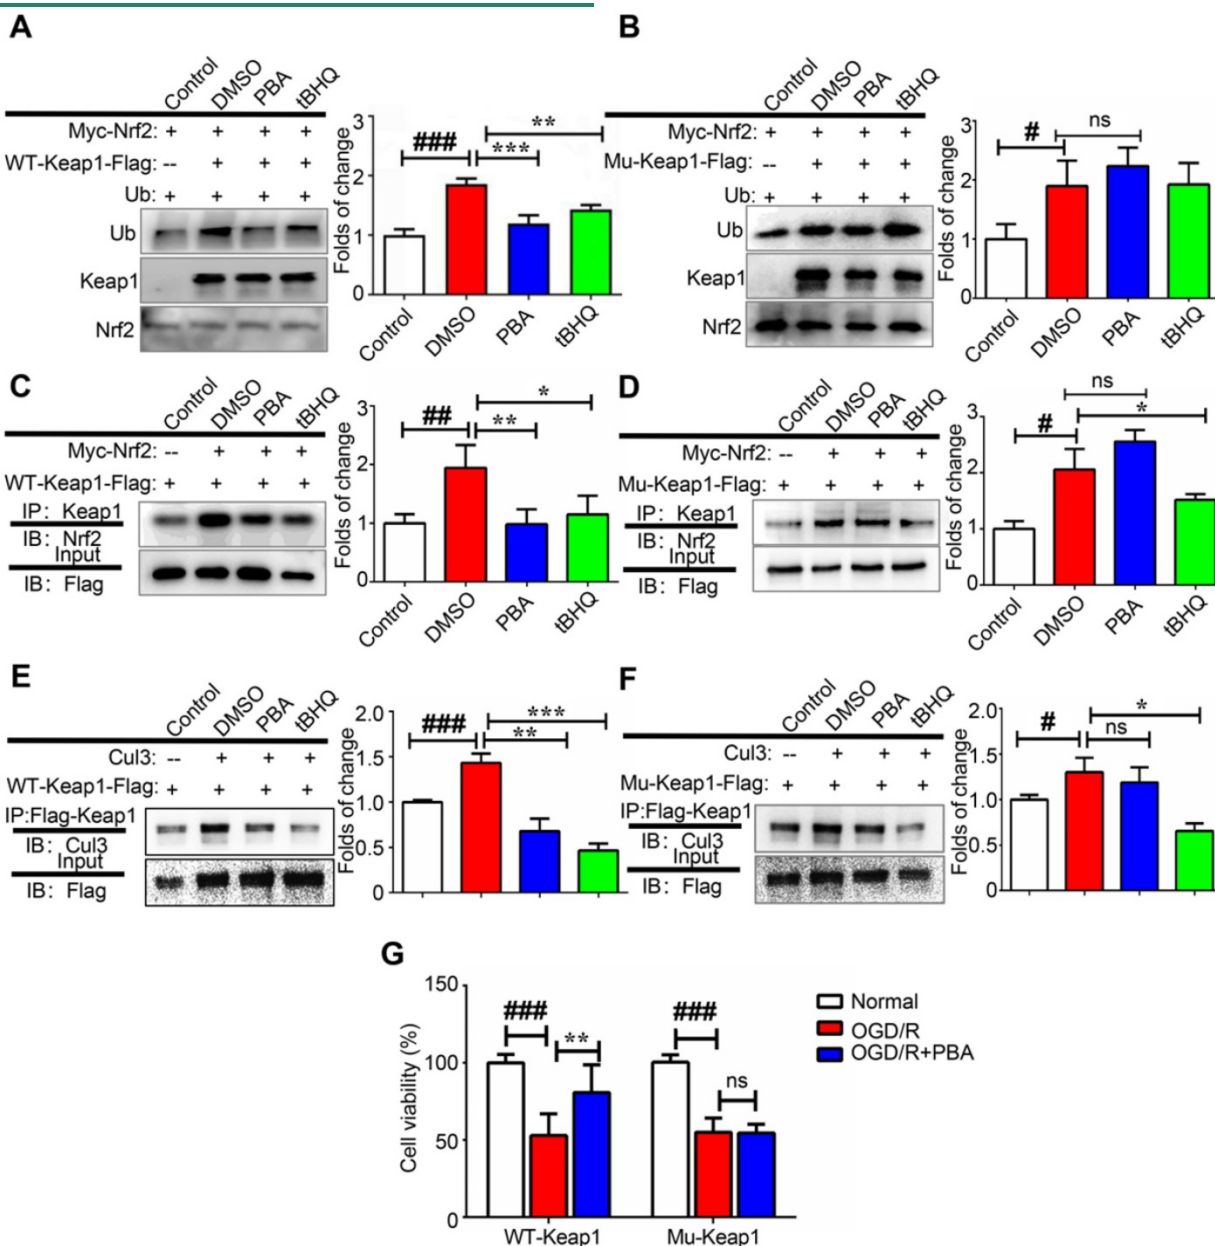 A
Control DMSO PBA tBHQ
Myc-Nrf2: + + + +
WT-Keap1-Flag: -- + + +
Ub: + + + +
Ub
Keap1
Nrf2
Folds of change
3
2
1
0
### *** **
Control DMSO PBA tBHQ
B
Control DMSO PBA tBHQ
Myc-Nrf2: + + + +
Mu-Keap1-Flag: -- + + +
Ub: + + + +
Ub
Keap1
Nrf2
Folds of change
3
2
1
0
# ns
Control DMSO PBA tBHQ
C
Control DMSO PBA tBHQ
Myc-Nrf2: -- + + +
WT-Keap1-Flag: + + + +
IP: Keap1
IB: Nrf2
Input
IB: Flag
Folds of change
3
2
1
0
## ** *
Control DMSO PBA tBHQ
D
Control DMSO PBA tBHQ
Myc-Nrf2: -- + + +
Mu-Keap1-Flag: + + + +
IP: Keap1
IB: Nrf2
Input
IB: Flag
Folds of change
3
2
1
0
# ns *
Control DMSO PBA tBHQ
E
Control DMSO PBA tBHQ
Cul3: -- + + +
WT-Keap1-Flag: + + + +
IP:Flag-Keap1
IB: Cul3
Input
IB: Flag
Folds of change
2.0
1.5
1.0
0.5
0
### ** ***
F
Control DMSO PBA tBHQ
Cul3: -- + + +
Mu-Keap1-Flag: + + + +
IP:Flag-Keap1
IB: Cul3
Input
IB: Flag
Folds of change
2.0
1.5
1.0
0.5
0
# ns *
G
Cell viability (%)
150
100
50
0
### **
### ns
WT-Keap1 Mu-Keap1
Normal
OGD/R
OGD/R+PBA